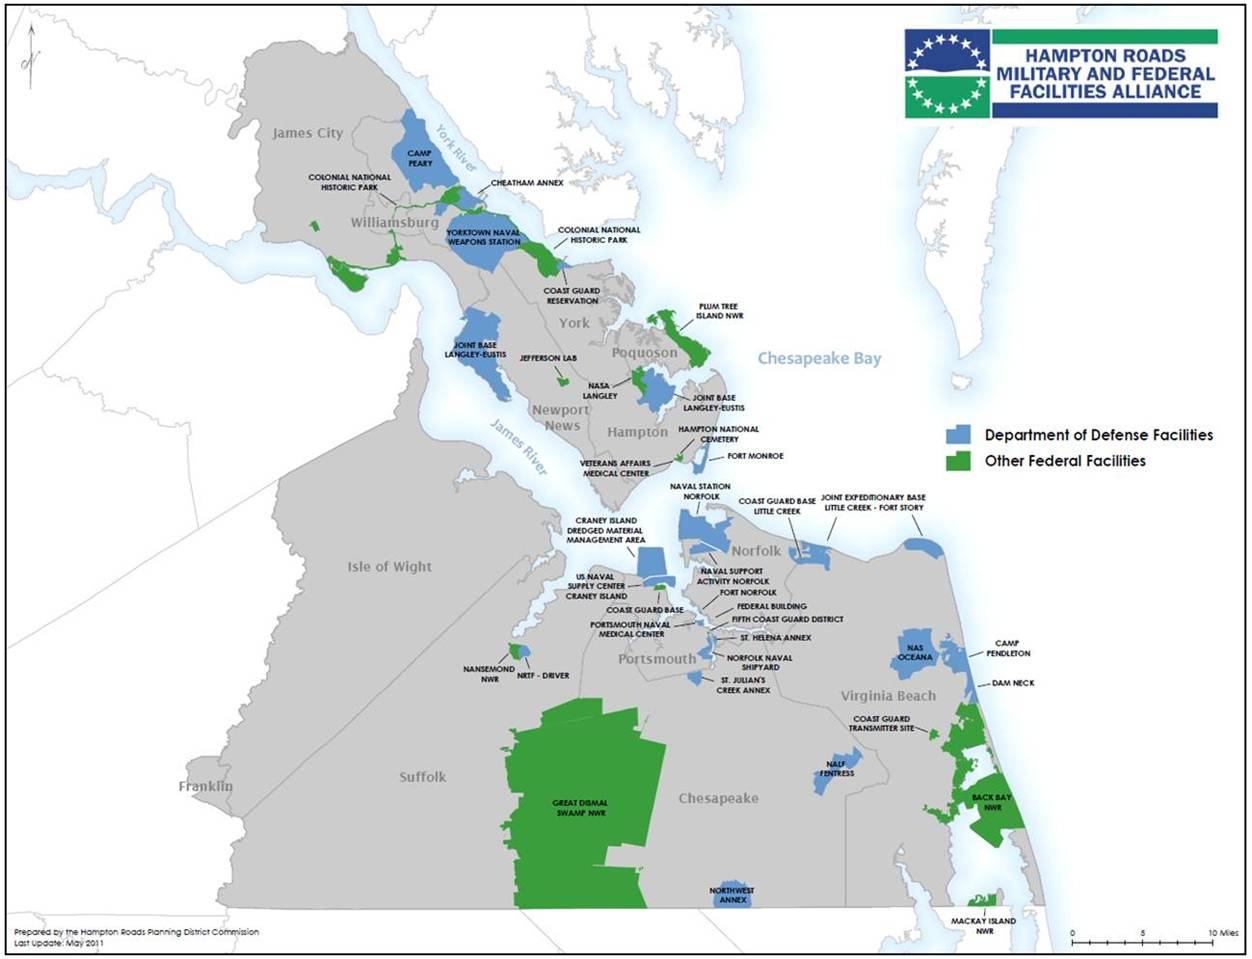 HAMPTON ROADS
MILITARY AND FEDERAL
FACILITIES ALLIANCE
N
James City
York River
CAMP
PEARY
COLONIAL NATIONAL
HISTORIC PARK
CHEATHAM ANNEX
Williamsburg
YORKTOWN NAVAL
WEAPONS STATION
COLONIAL NATIONAL
HISTORIC PARK
COAST GUARD
RESERVATION
PLUM TREE
ISLAND NWR
York
JOINT BASE
LANGLEY-EUSTIS
JEFFERSON LAB
Poquoson
Chesapeake Bay
NASA
LANGLEY
JOINT BASE
LANGLEY-EUSTIS
Newport
News
Hampton
HAMPTON NATIONAL
CEMETERY
James River
VETERANS AFFAIRS
MEDICAL CENTER
FORT MONROE
Department of Defense Facilities
Other Federal Facilities
NAVAL STATION
NORFOLK
COAST GUARD BASE
LITTLE CREEK
JOINT EXPEDITIONARY BASE
LITTLE CREEK - FORT STORY
CRANEY ISLAND
DREDGED MATERIAL
MANAGEMENT AREA
Norfolk
Isle of Wight
NAVAL SUPPORT
ACTIVITY NORFOLK
US NAVAL
SUPPLY CENTER
CRANEY ISLAND
FORT NORFOLK
COAST GUARD BASE
FEDERAL BUILDING
FIFTH COAST GUARD DISTRICT
PORTSMOUTH NAVAL
MEDICAL CENTER
ST. HELENA ANNEX
Portsmouth
NORFOLK NAVAL
SHIPYARD
NAS
OCEANA
CAMP
PENDLETON
NANSEMOND
NWR
NRTF - DRIVER
ST. JULIAN'S
CREEK ANNEX
DAM NECK
Virginia Beach
COAST GUARD
TRANSMITTER SITE
NALF
FENTRESS
Suffolk
Franklin
GREAT DISMAL
SWAMP NWR
Chesapeake
BACK BAY
NWR
NORTHWEST
ANNEX
MACKAY ISLAND
NWR
Prepared by the Hampton Roads Planning District Commission
Last Update: May 2011
0 5 10 Miles